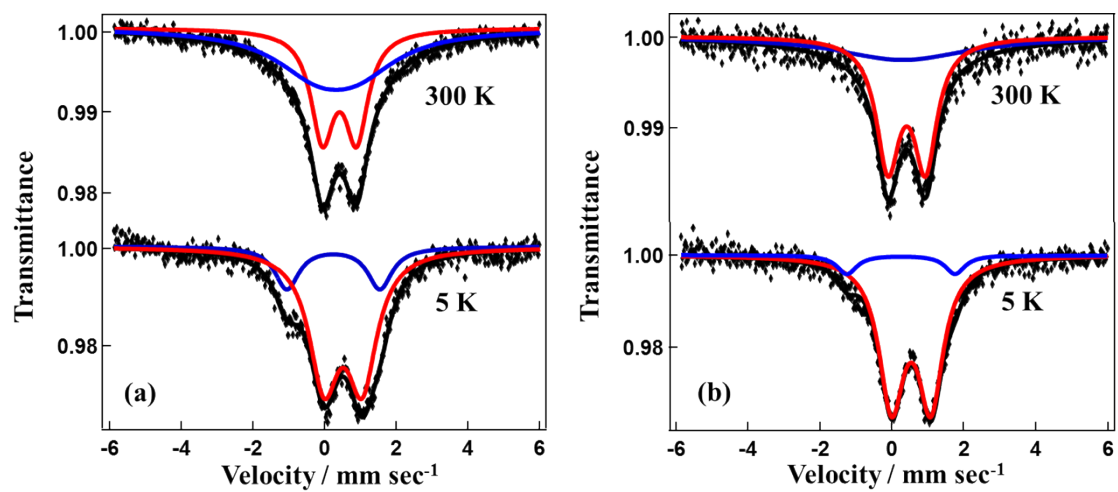 1.00
0.99
0.98
300 K
1.00
0.98
5 K
(a)
-6 -4 -2 0 2 4 6
Velocity / mm sec-1
Transmittance
1.00
0.99
300 K
1.00
0.98
5 K
(b)
-6 -4 -2 0 2 4 6
Velocity / mm sec-1
Transmittance